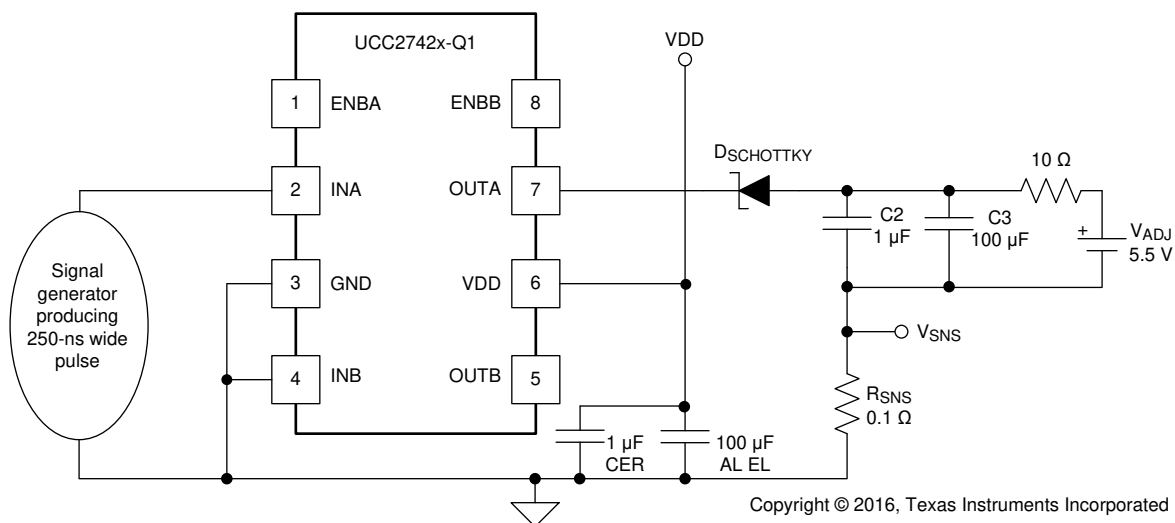 UCC2742x-Q1
VDD
1
ENBA
ENBB
8
DSCHOTTKY
10 Ω
2
INA
OUTA
7
C2
1 µF
C3
100 µF
+
VADJ
5.5 V
Signal
generator
producing
250-ns wide
pulse
3
GND
VDD
6
VSNS
4
INB
OUTB
5
RSNS
0.1 Ω
1 µF
CER
100 µF
AL EL
Copyright © 2016, Texas Instruments Incorporated